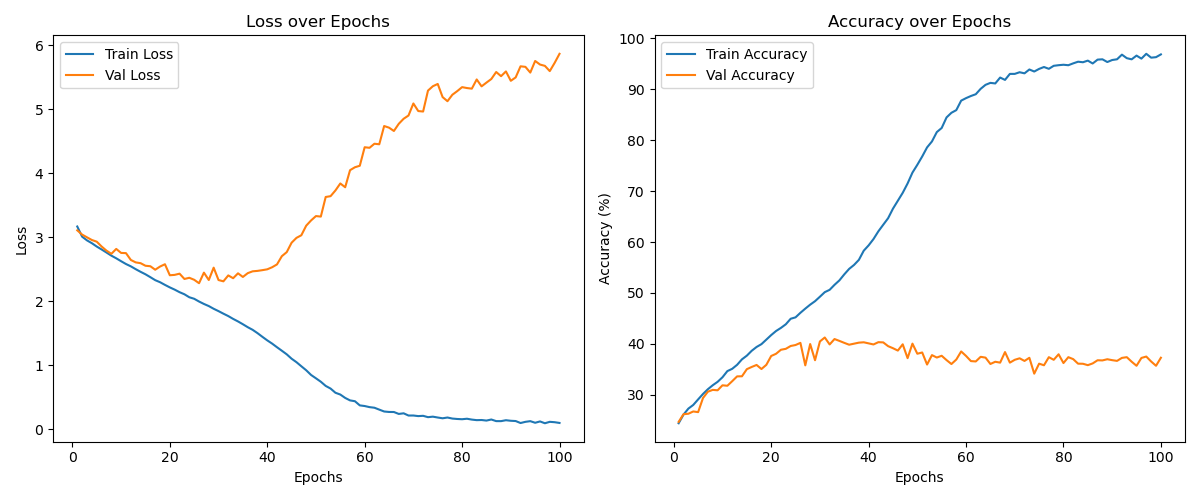 Loss over Epochs
Train Loss
Val Loss
6
5
4
3
2
1
0
Loss
0 20 40 60 80 100
Epochs
Accuracy over Epochs
Train Accuracy
Val Accuracy
100
90
80
70
60
50
40
30
Accuracy (%)
0 20 40 60 80 100
Epochs